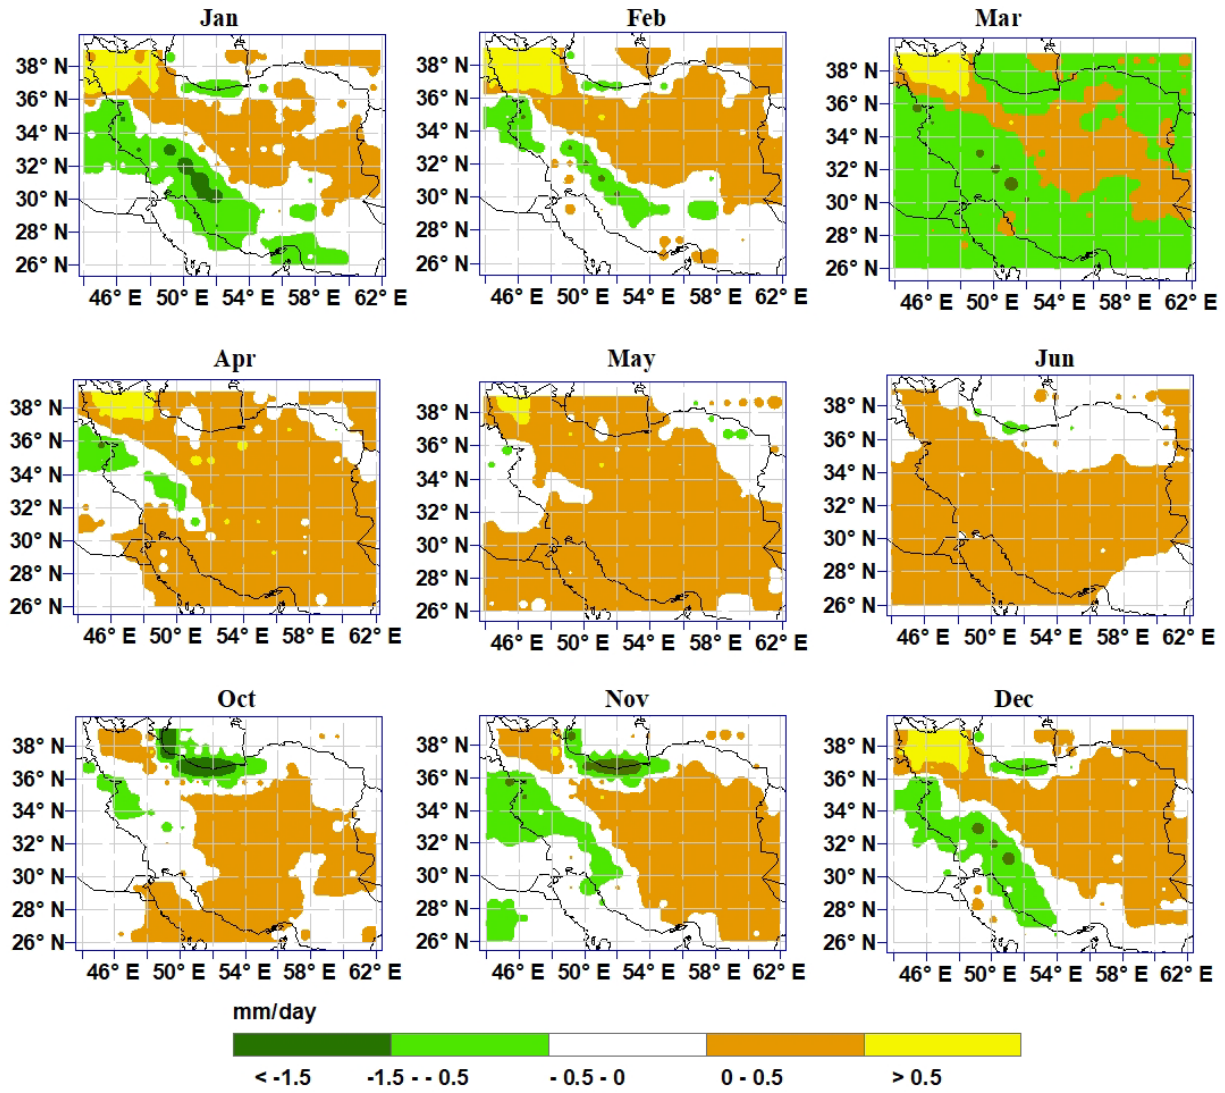 Jan Feb Mar
38° N 38° N 38° N
36° N 36° N 36° N
34° N 34° N 34° N
32° N 32° N 32° N
30° N 30° N 30° N
28° N 28° N 28° N
26° N 26° N 26° N
46° E 50° E 54° E 58° E 62° E 46° E 50° E 54° E 58° E 62° E 46° E 50° E 54° E 58° E 62° E
Apr May Jun
38° N 38° N 38° N
36° N 36° N 36° N
34° N 34° N 34° N
32° N 32° N 32° N
30° N 30° N 30° N
28° N 28° N 28° N
26° N 26° N 26° N
46° E 50° E 54° E 58° E 62° E 46° E 50° E 54° E 58° E 62° E 46° E 50° E 54° E 58° E 62° E
Oct Nov Dec
38° N 38° N 38° N
36° N 36° N 36° N
34° N 34° N 34° N
32° N 32° N 32° N
30° N 30° N 30° N
28° N 28° N 28° N
26° N 26° N 26° N
46° E 50° E 54° E 58° E 62° E 46° E 50° E 54° E 58° E 62° E 46° E 50° E 54° E 58° E 62° E
mm/day
< -1.5 -1.5 - - 0.5 - 0.5 - 0 0 - 0.5 > 0.5